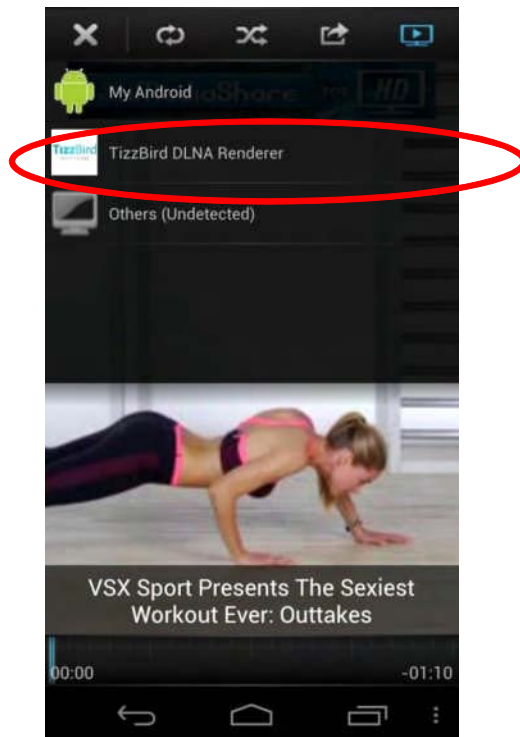 My Android
TizzBird
TizzBird DLNA Renderer
Others (Undetected)
VSX Sport Presents The Sexiest
Workout Ever: Outtakes
00:00
-01:10